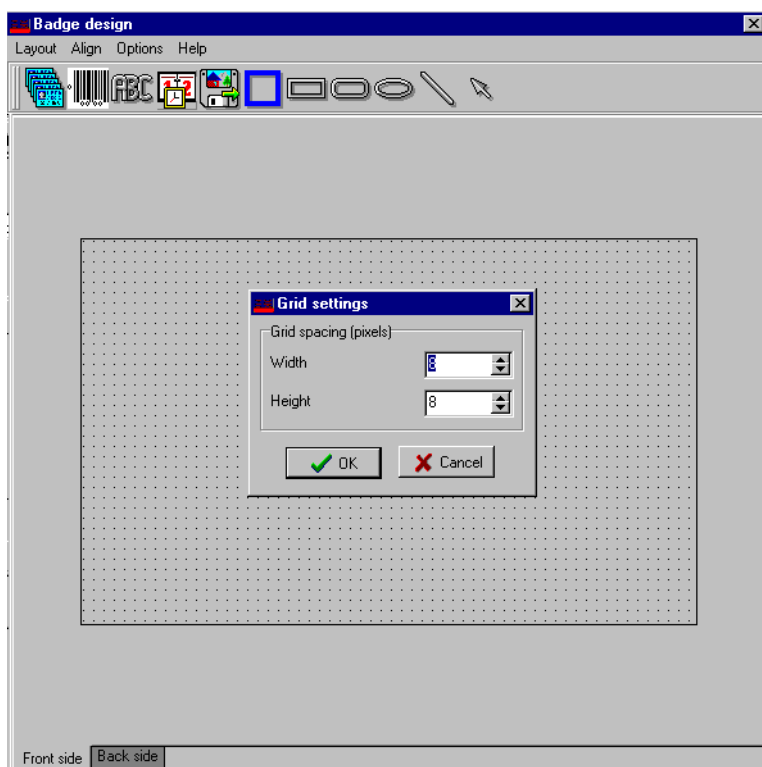 Badge design
Layout Align Options Help
ABC
Grid settings
Grid spacing (pixels)
Width 8
Height 8
OK Cancel
Front side Back side